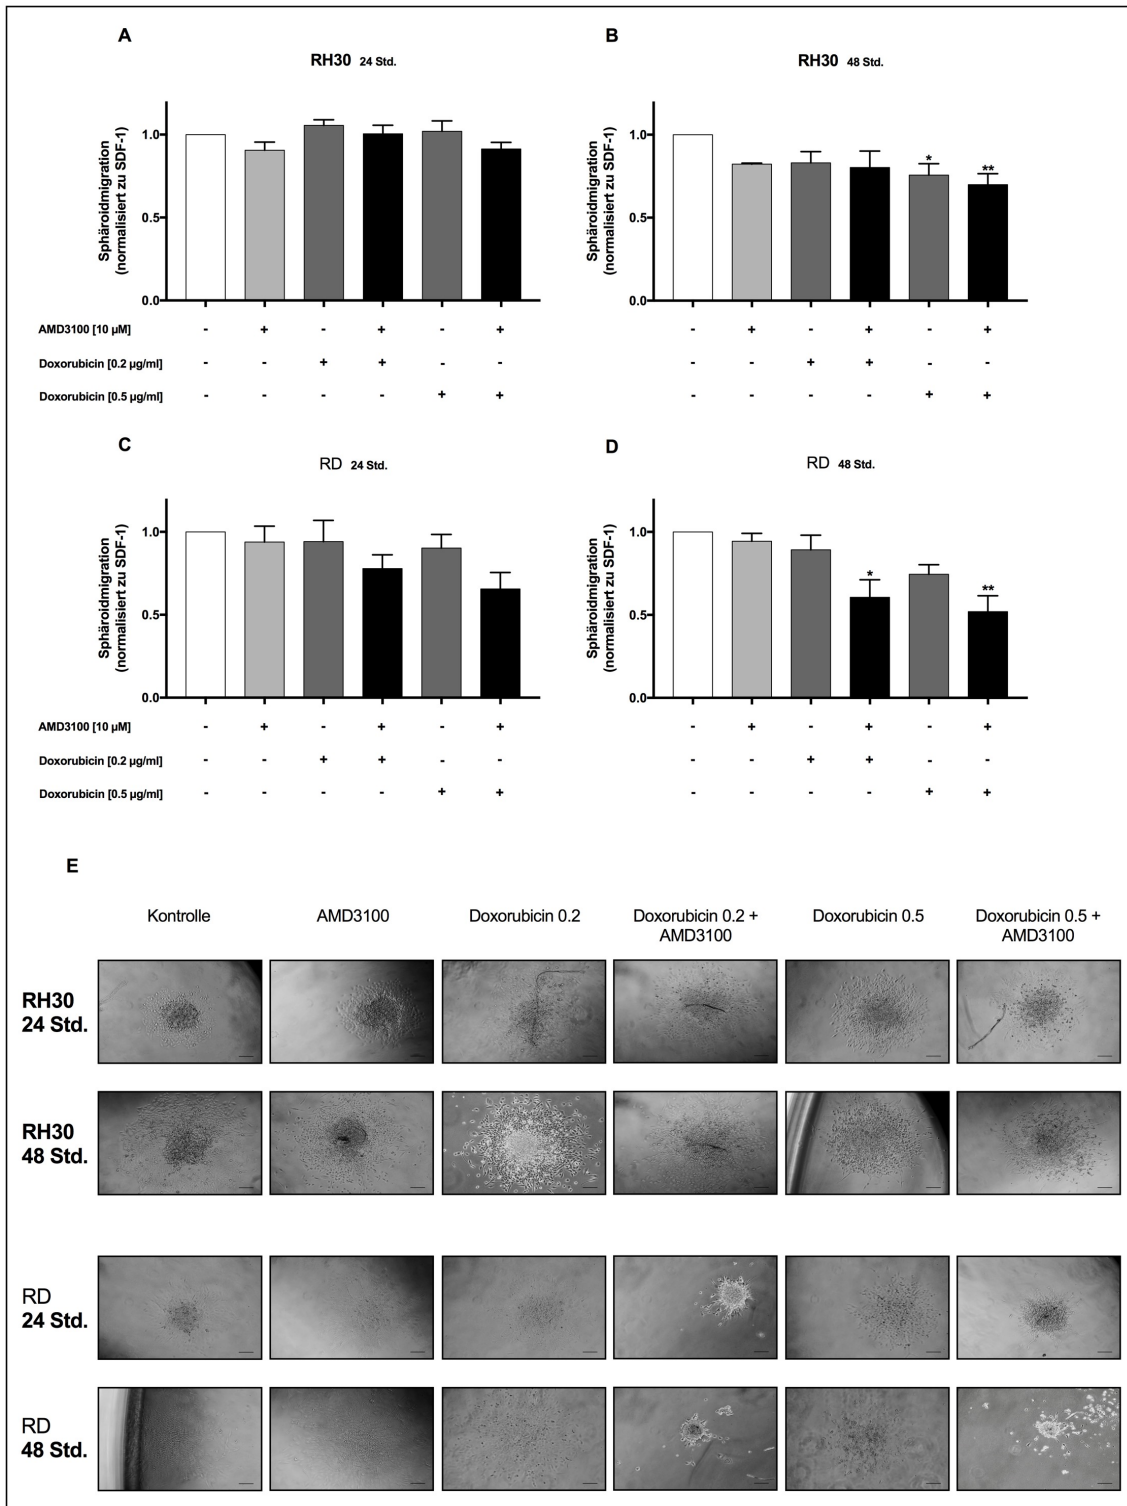 A
RH30 24 Std.
Sphäroidmigration
(normalisiert zu SDF-1)
1.0
0.5
0.0
AMD3100 [10 µM] - + - + - +
Doxorubicin [0.2 µg/ml] - - + + - -
Doxorubicin [0.5 µg/ml] - - - - + +
B
RH30 48 Std.
Sphäroidmigration
(normalisiert zu SDF-1)
1.0
0.5
0.0
*
**
- + - + - +
- - + + - -
- - - - + +
C
RD 24 Std.
Sphäroidmigration
(normalisiert zu SDF-1)
1.0
0.5
0.0
AMD3100 [10 µM] - + - + - +
Doxorubicin [0.2 µg/ml] - - + + - -
Doxorubicin [0.5 µg/ml] - - - - + +
D
RD 48 Std.
Sphäroidmigration
(normalisiert zu SDF-1)
1.0
0.5
0.0
*
**
- + - + - +
- - + + - -
- - - - + +
E
Kontrolle
AMD3100
Doxorubicin 0.2
Doxorubicin 0.2 +
AMD3100
Doxorubicin 0.5
Doxorubicin 0.5 +
AMD3100
RH30
24 Std.
RH30
48 Std.
RD
24 Std.
RD
48 Std.